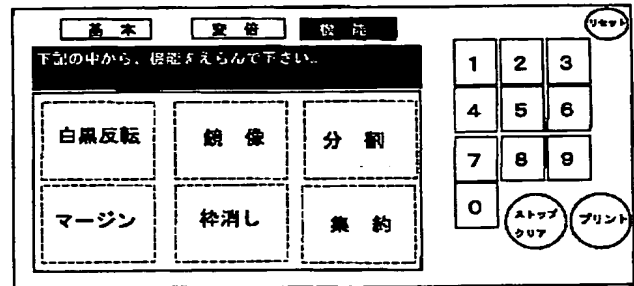 基本 変倍 機能 リセット
下記の中から、機能をえらんで下さい。
1 2 3
4 5 6
白黒反転 鏡像 分割
7 8 9
マージン 枠消し 集約
0 ストップ クリア プリント